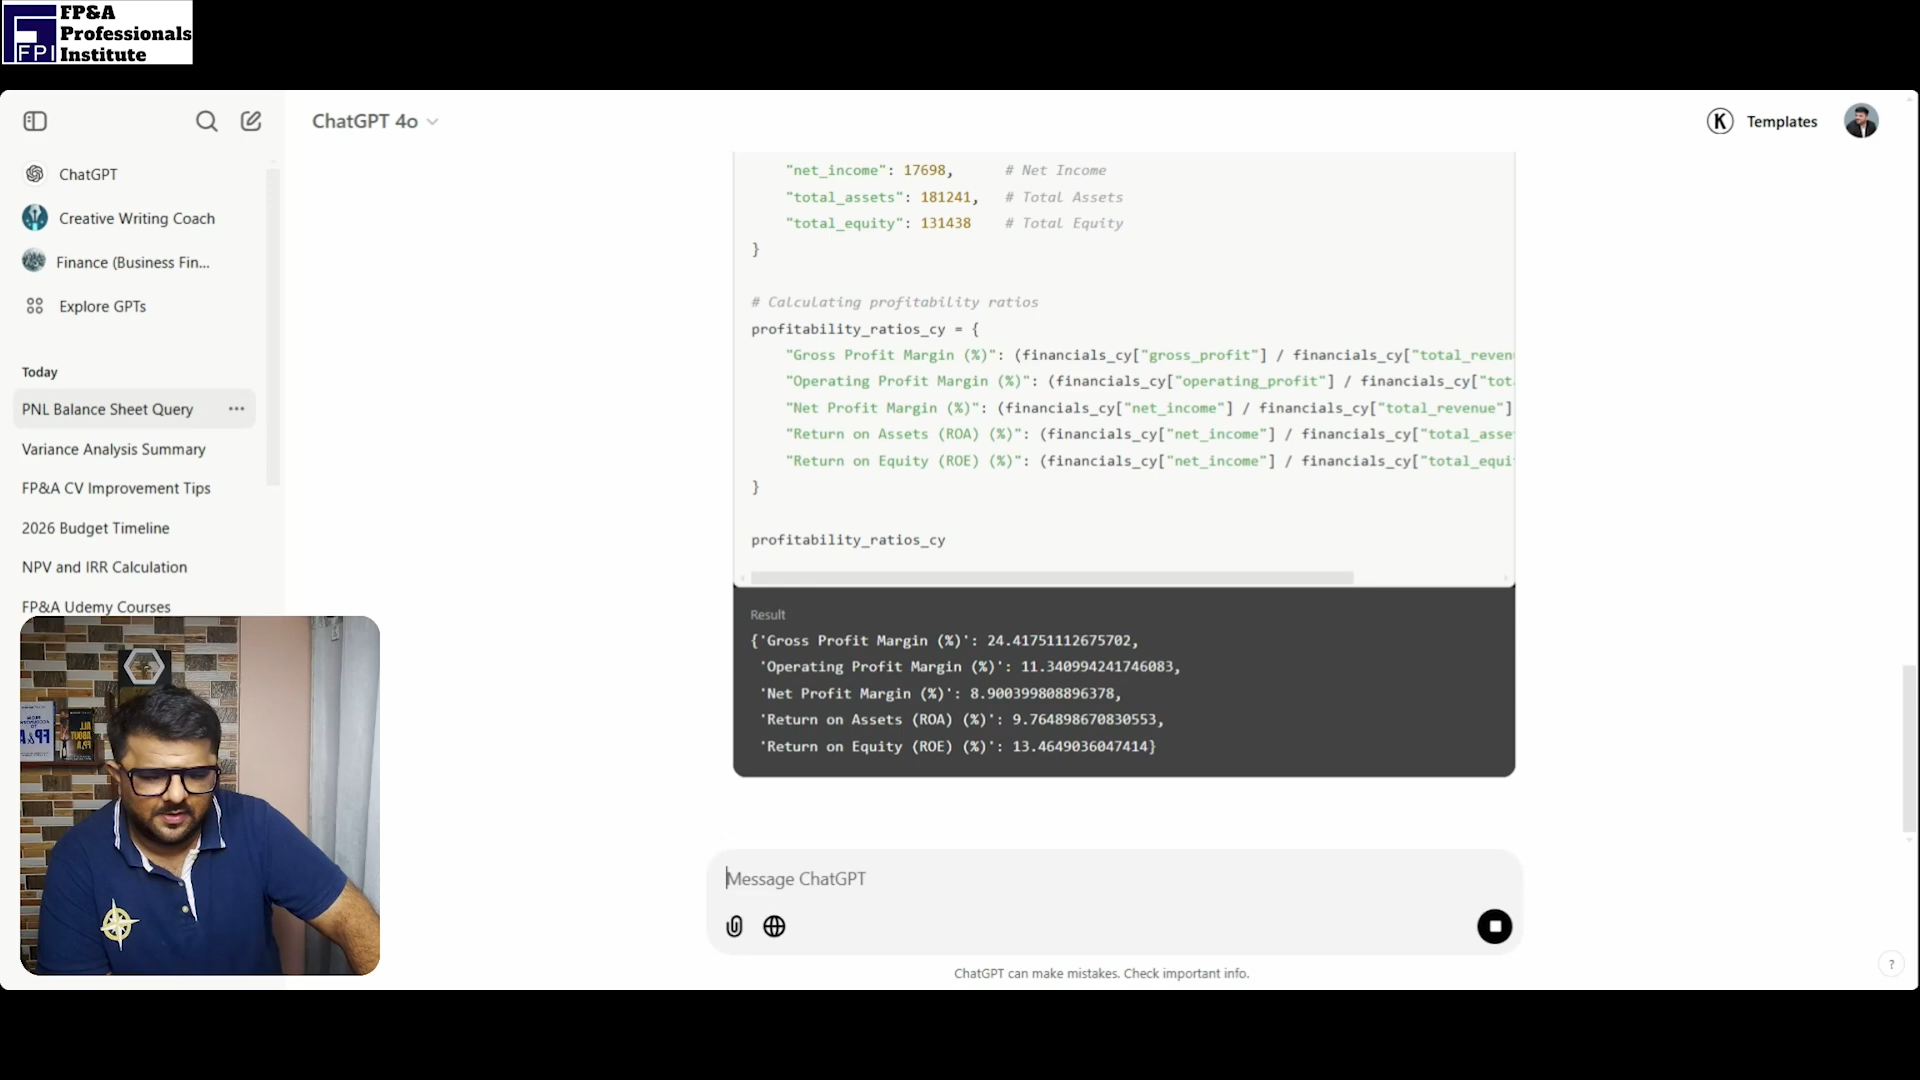 FP&A
Professionals
Institute
FPI
ChatGPT 4o
K
Templates
ChatGPT
Creative Writing Coach
Finance (Business Fin...
Explore GPTs
Today
PNL Balance Sheet Query
Variance Analysis Summary
FP&A CV Improvement Tips
2026 Budget Timeline
NPV and IRR Calculation
FP&A Udemy Courses
"net_income": 17698, # Net Income
"total_assets": 181241, # Total Assets
"total_equity": 131438 # Total Equity
}
# Calculating profitability ratios
profitability_ratios_cy = {
"Gross Profit Margin (%)": (financials_cy["gross_profit"] / financials_cy["total_reven
"Operating Profit Margin (%)": (financials_cy["operating_profit"] / financials_cy["tot
"Net Profit Margin (%)": (financials_cy["net_income"] / financials_cy["total_revenue"]
"Return on Assets (ROA) (%)": (financials_cy["net_income"] / financials_cy["total_asse
"Return on Equity (ROE) (%)": (financials_cy["net_income"] / financials_cy["total_equi
}
profitability_ratios_cy
Result
{'Gross Profit Margin (%)': 24.41751112675702,
'Operating Profit Margin (%)': 11.340994241746083,
'Net Profit Margin (%)': 8.900399808896378,
'Return on Assets (ROA) (%)': 9.764898670830553,
'Return on Equity (ROE) (%)': 13.4649036047414}
Message ChatGPT
ChatGPT can make mistakes. Check important info.
?